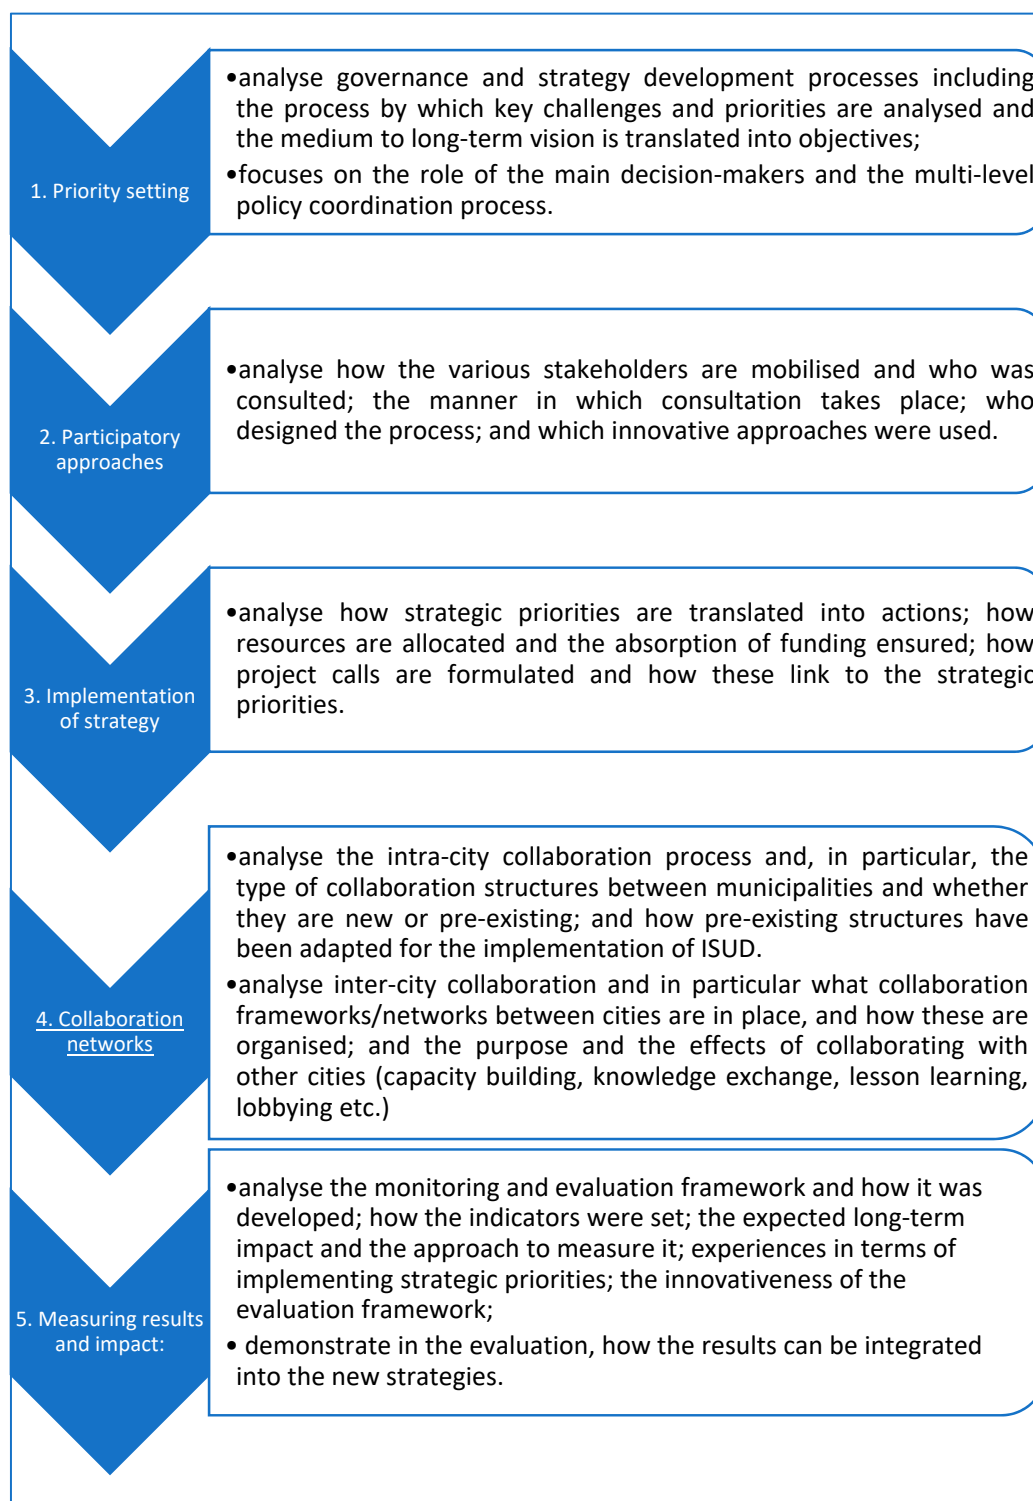 1. Priority setting
•analyse governance and strategy development processes including
the process by which key challenges and priorities are analysed and
the medium to long-term vision is translated into objectives;
•focuses on the role of the main decision-makers and the multi-level
policy coordination process.
2. Participatory
approaches
•analyse how the various stakeholders are mobilised and who was
consulted; the manner in which consultation takes place; who
designed the process; and which innovative approaches were used.
3. Implementation
of strategy
•analyse how strategic priorities are translated into actions; how
resources are allocated and the absorption of funding ensured; how
project calls are formulated and how these link to the strategic
priorities.
4. Collaboration
networks
•analyse the intra-city collaboration process and, in particular, the
type of collaboration structures between municipalities and whether
they are new or pre-existing; and how pre-existing structures have
been adapted for the implementation of ISUD.
•analyse inter-city collaboration and in particular what collaboration
frameworks/networks between cities are in place, and how these are
organised; and the purpose and the effects of collaborating with
other cities (capacity building, knowledge exchange, lesson learning,
lobbying etc.)
5. Measuring results
and impact:
•analyse the monitoring and evaluation framework and how it was
developed; how the indicators were set; the expected long-term
impact and the approach to measure it; experiences in terms of
implementing strategic priorities; the innovativeness of the
evaluation framework;
• demonstrate in the evaluation, how the results can be integrated
into the new strategies.